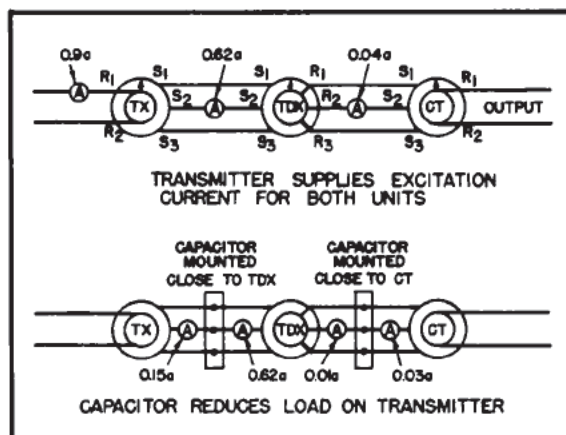 0.9a 0.62a 0.04a
R1 S1 S1 R1 S1 R1
A TX S2 A S2 TDX R2 A S2 CT OUTPUT
R2 S3 S3 R3 S3 R2
TRANSMITTER SUPPLIES EXCITATION
CURRENT FOR BOTH UNITS
CAPACITOR
MOUNTED
CLOSE TO TDX
CAPACITOR
MOUNTED
CLOSE TO CT
TX A A TDX A A CT
0.15a 0.62a 0.01a 0.03a
CAPACITOR REDUCES LOAD ON TRANSMITTER